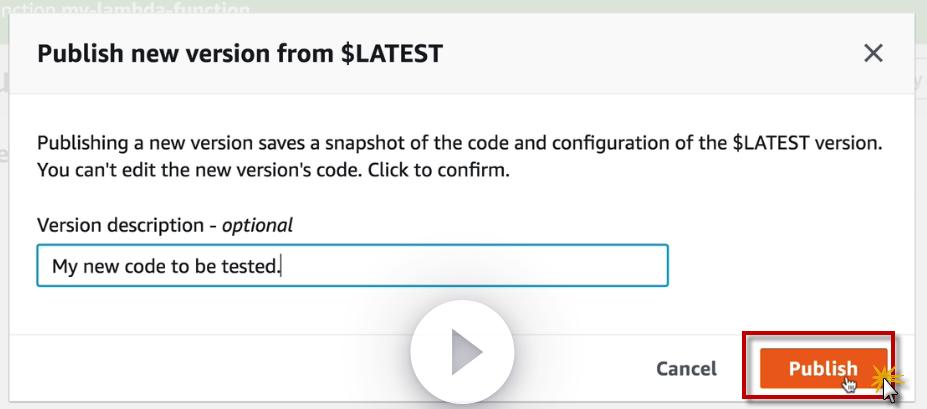 nction my-lambda-function
Publish new version from $LATEST
Publishing a new version saves a snapshot of the code and configuration of the $LATEST version.
You can't edit the new version's code. Click to confirm.
Version description - optional
My new code to be tested.
Cancel
Publish